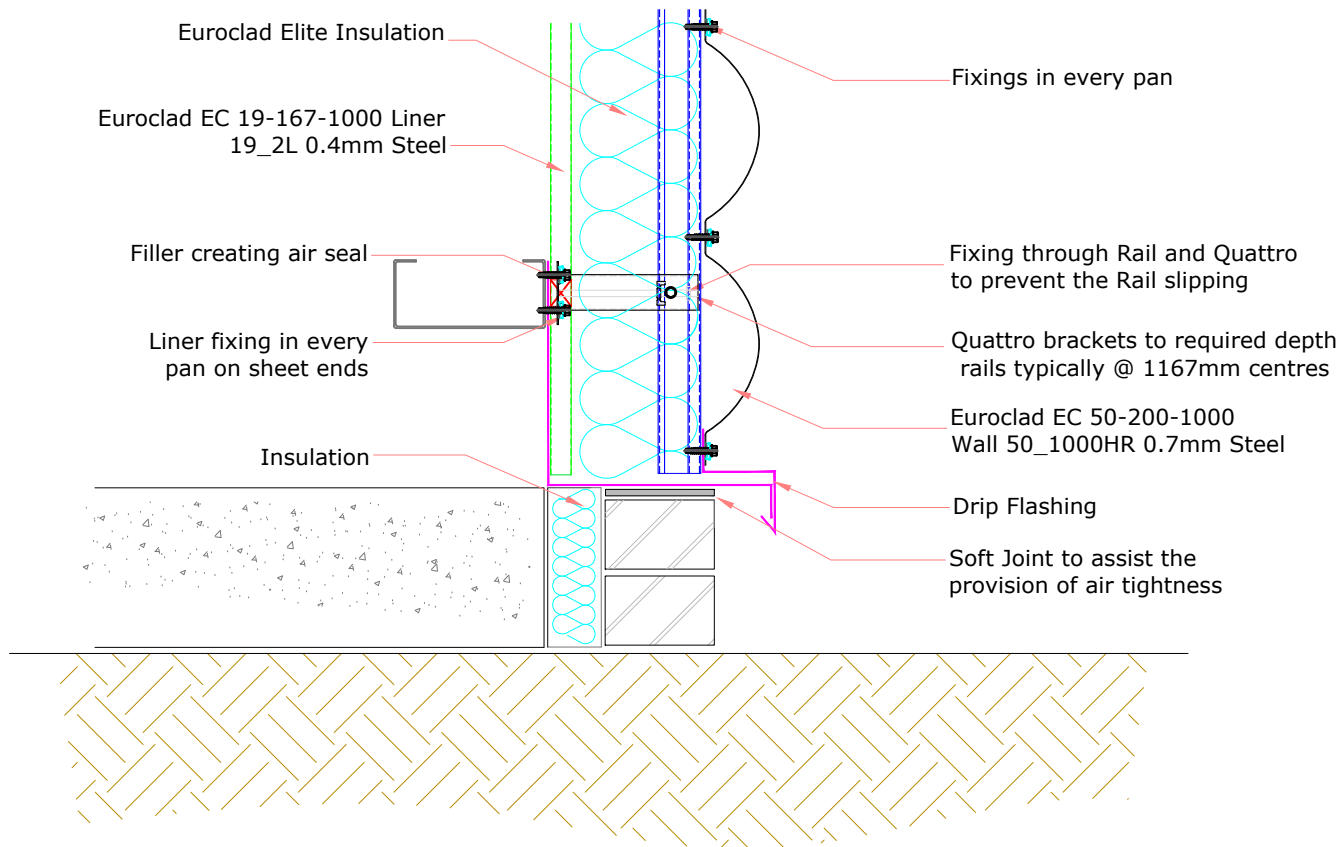 Euroclad Elite Insulation
Euroclad EC 19-167-1000 Liner
19_2L 0.4mm Steel
Filler creating air seal
Liner fixing in every
pan on sheet ends
Insulation
Fixings in every pan
Fixing through Rail and Quattro
to prevent the Rail slipping
Quattro brackets to required depth
rails typically @ 1167mm centres
Euroclad EC 50-200-1000
Wall 50_1000HR 0.7mm Steel
Drip Flashing
Soft Joint to assist the
provision of air tightness